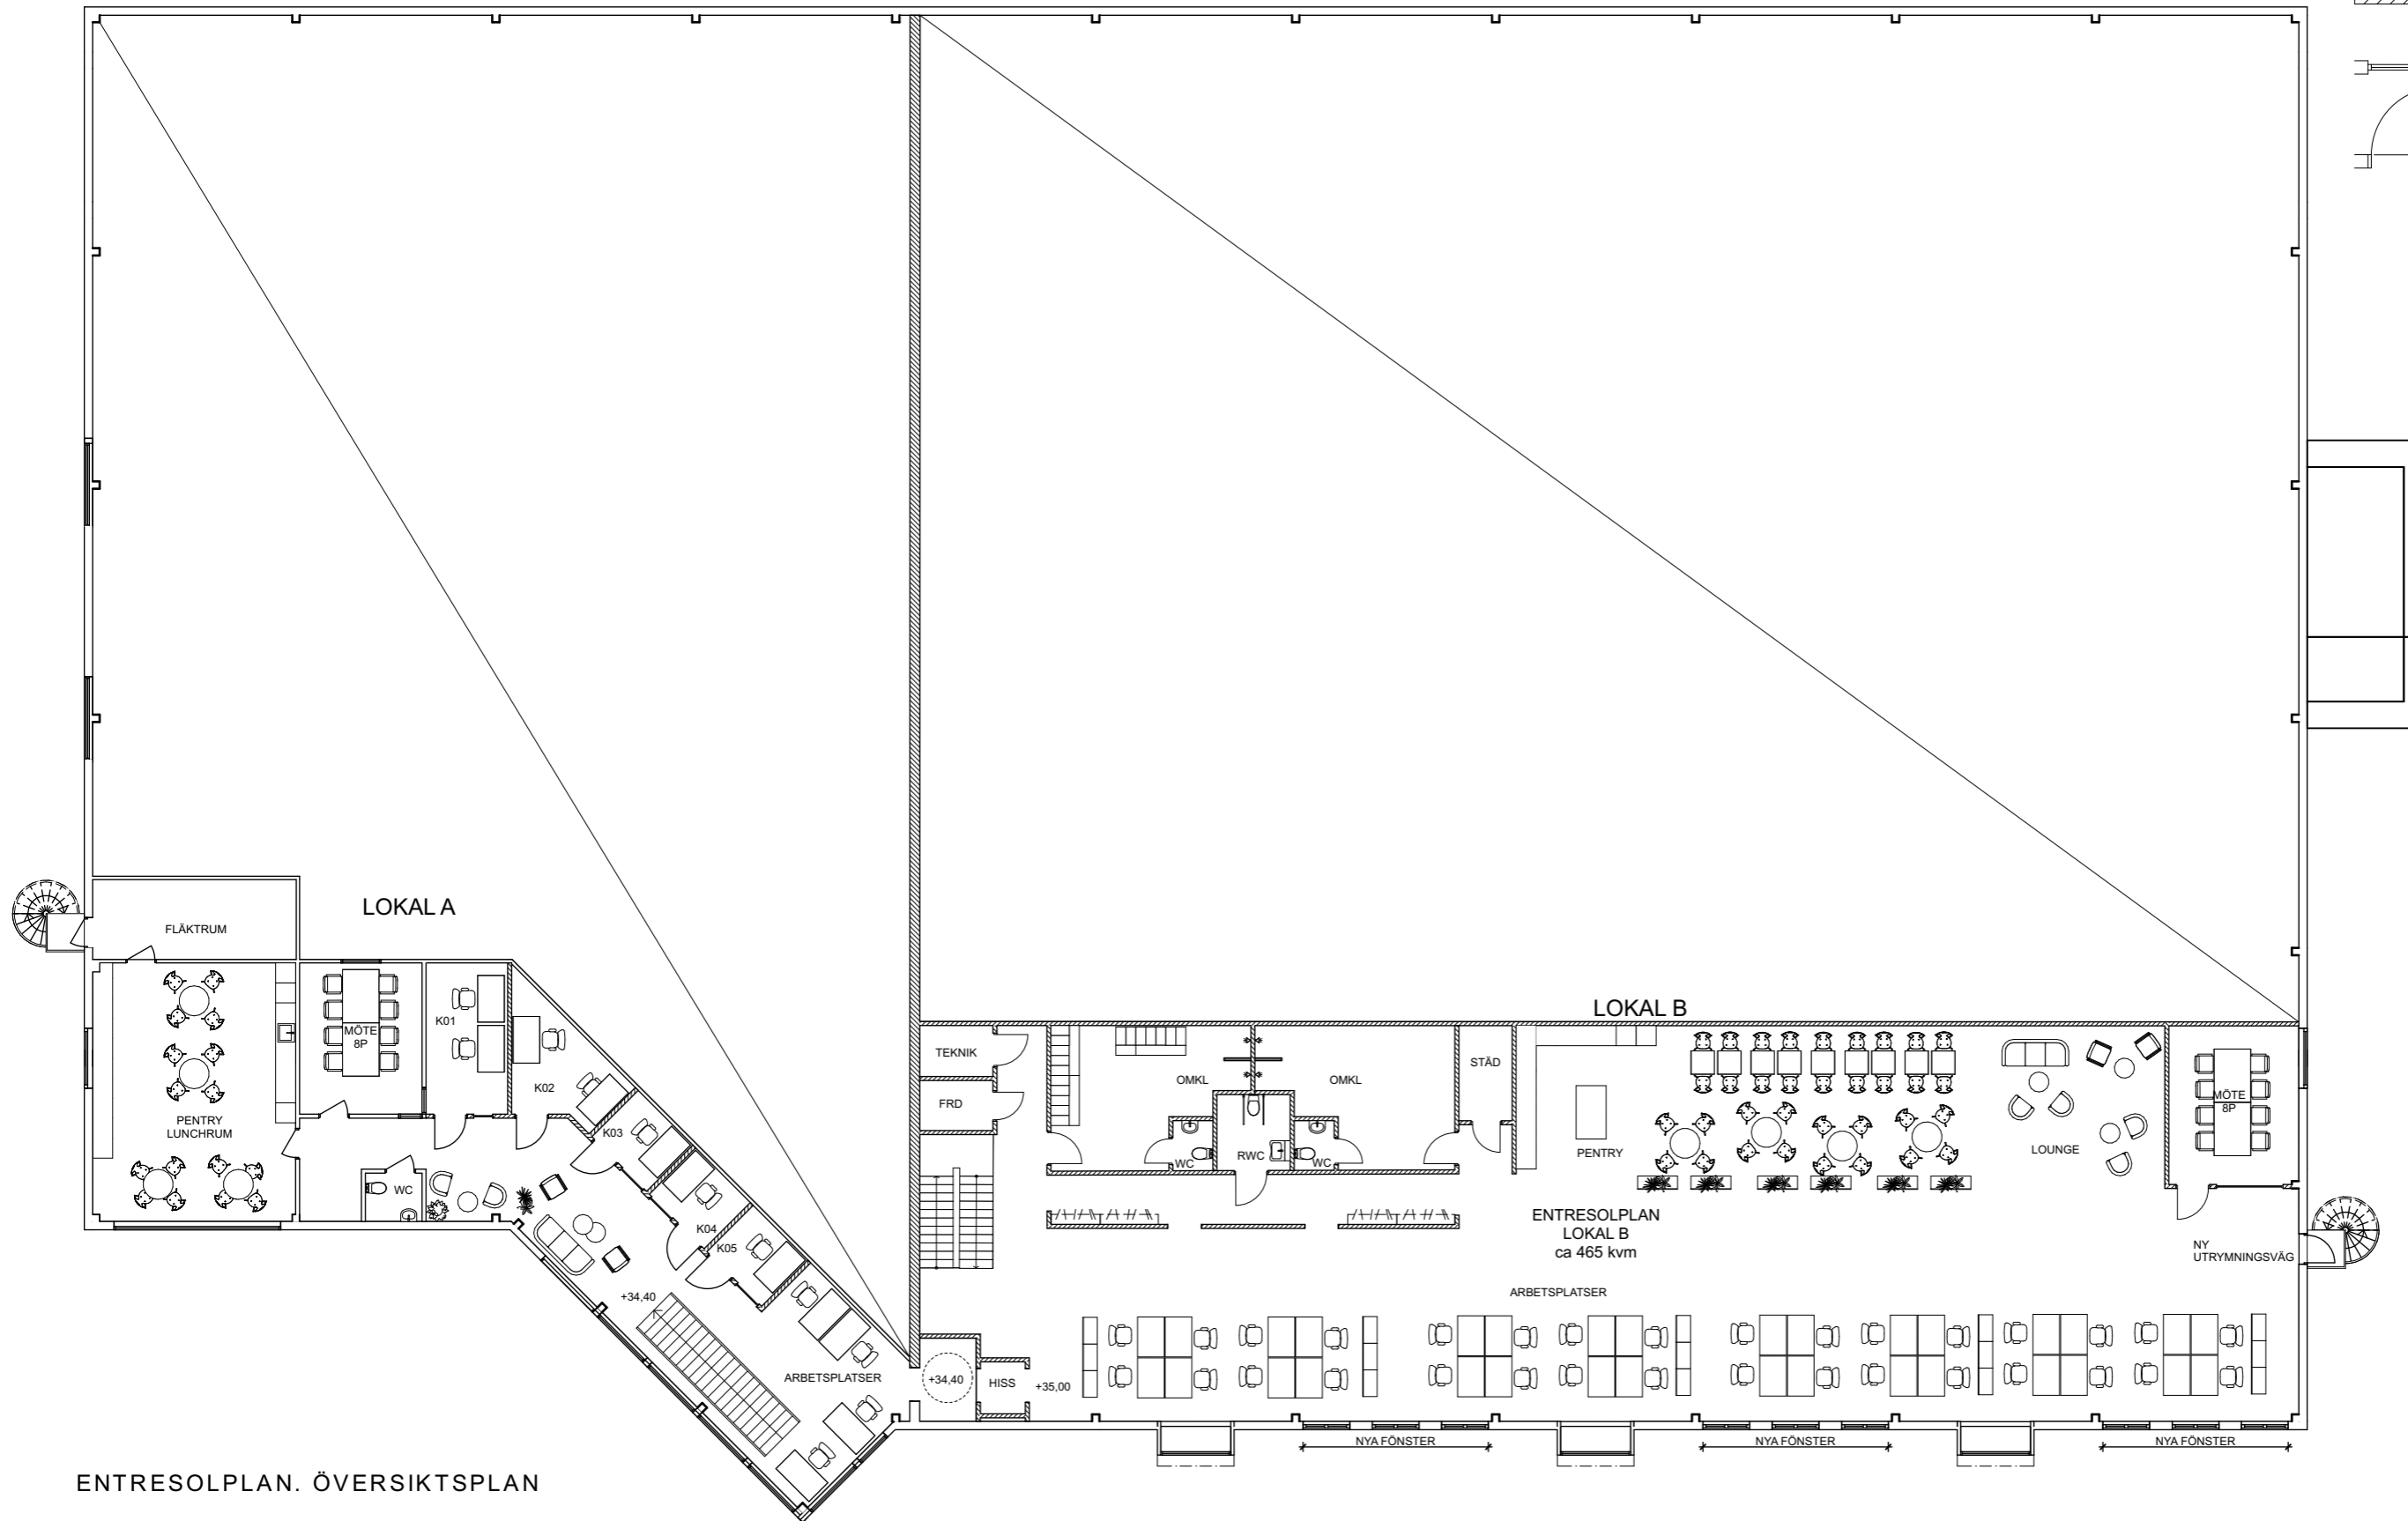 LOKAL A
FLÄKTRUM
MÖTE
8P
K01
K02
K03
K04
K05
PENTRY
LUNCHRUM
WC
+34,40
ARBETSPLATSER
LOKAL B
TEKNIK
FRD
OMKL
OMKL
STÄD
WC
RWC
WC
PENTRY
LOUNGE
MÖTE
8P
ENTRESOLPLAN
LOKAL B
ca 465 kvm
NY
UTRYMNINGSVÄG
ARBETSPLATSER
+34,40
HISS
+35,00
NYA FÖNSTER
NYA FÖNSTER
NYA FÖNSTER
ENTRESOLPLAN. ÖVERSIKTSPLAN